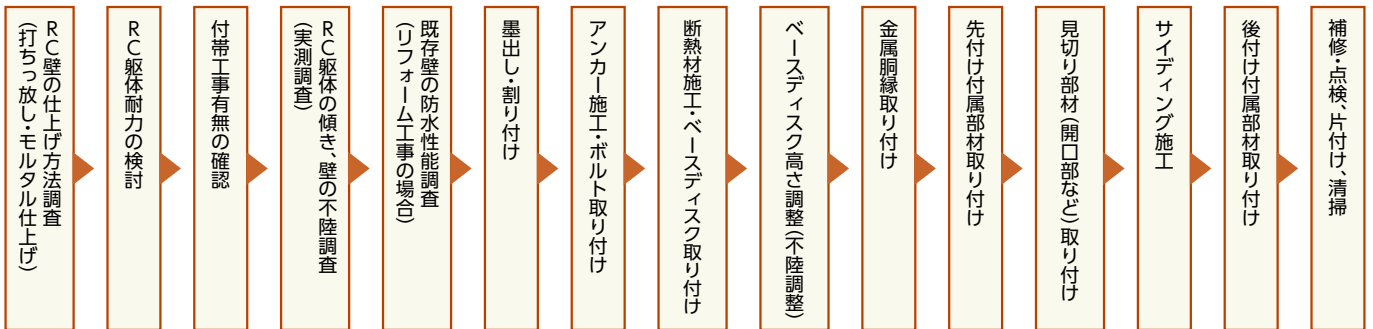 RC壁の仕上げ方法調査
(打ちっ放し・モルタル仕上げ)
RC躯体耐力の検討
付帯工事有無の確認
RC躯体の傾き、壁の不陸調査
(実測調査)
既存壁の防水性能調査
(リフォーム工事の場合)
墨出し・割り付け
アンカー施工・ボルト取り付け
断熱材施工・ベースディスク取り付け
ベースディスク高さ調整(不陸調整)
金属胴縁取り付け
先付け付属部材取り付け
見切り部材(開口部など)取り付け
サイディング施工
後付け付属部材取り付け
補修・点検、片付け、清掃